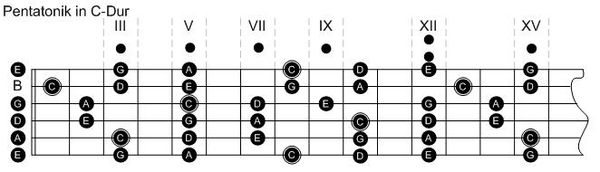 Pentatonik in C-Dur
III V VII IX XII XV
E G A C D E G
B C D E G A C D
G A C D E G A
D E G A C D E
A C D E G A C
E G A C D E G